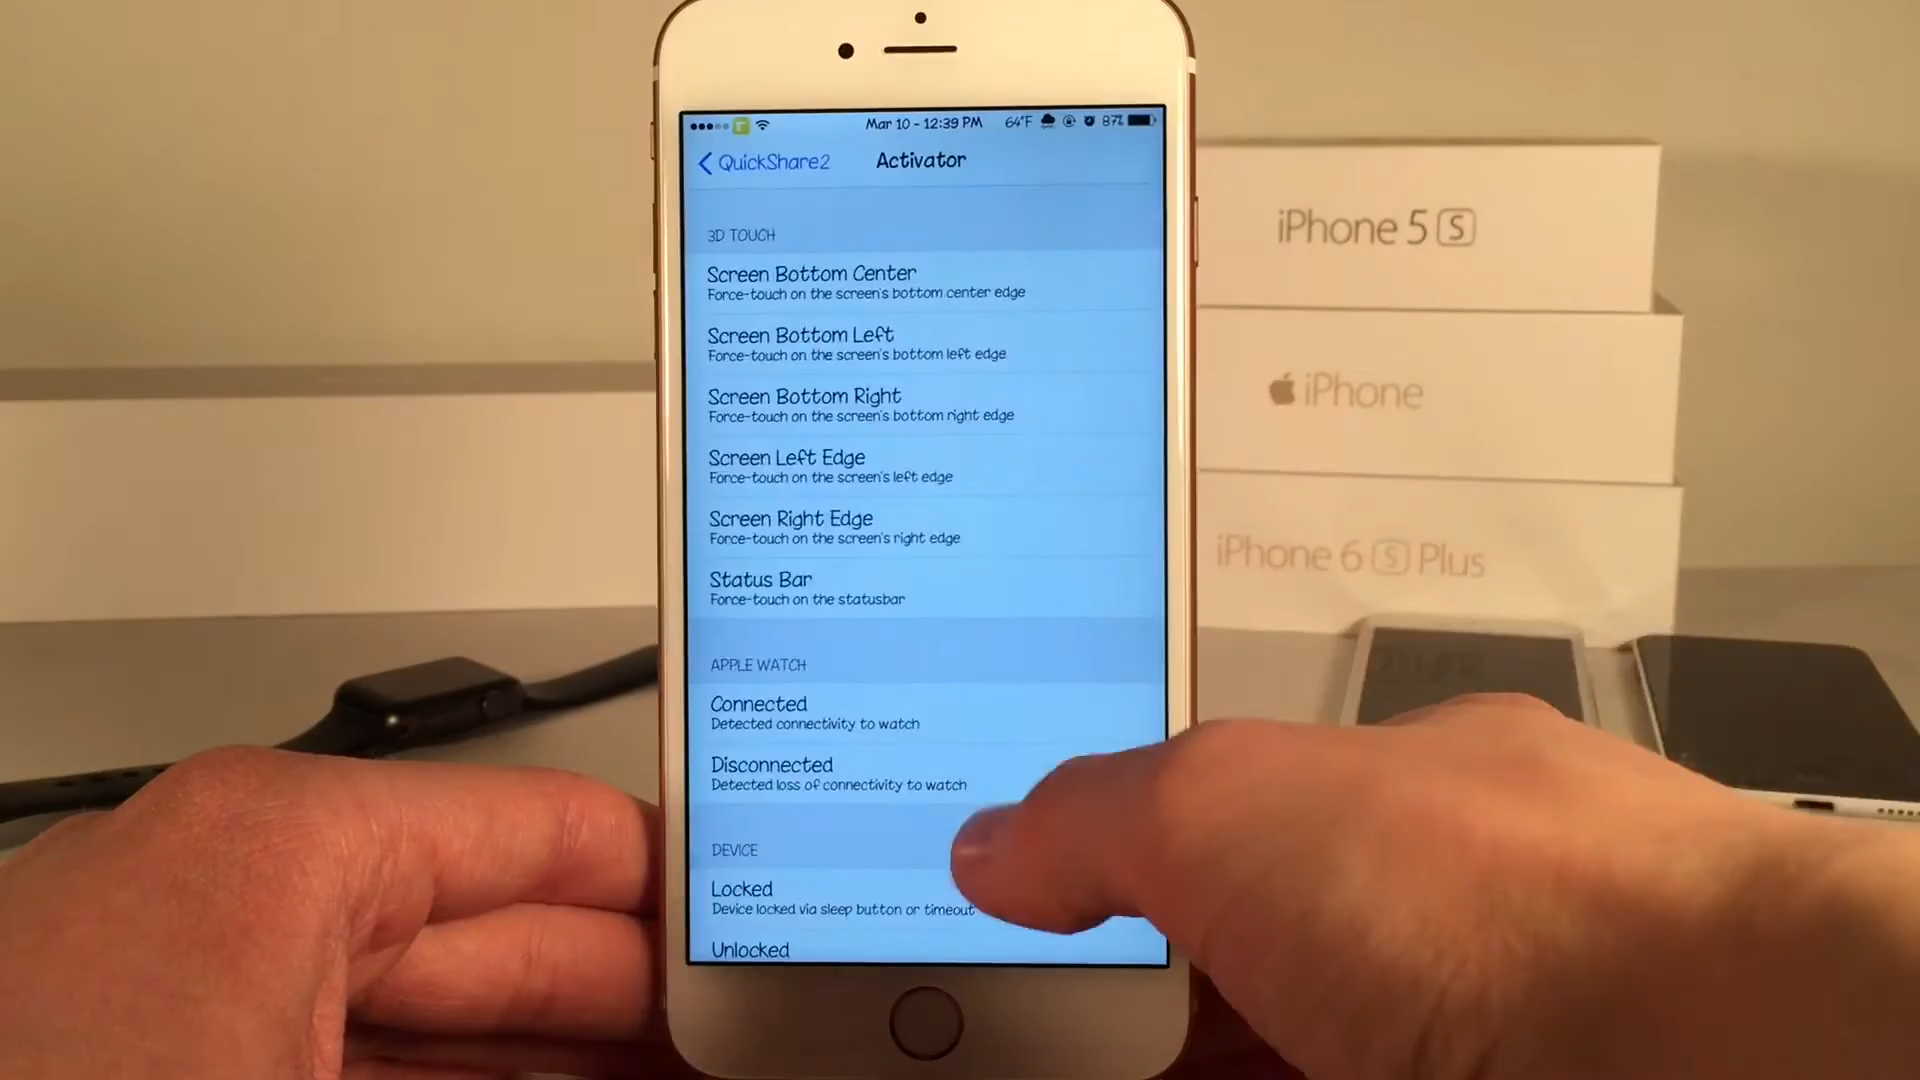 Mar 10 - 12:39 PM 64°F 87%
QuickShare2 Activator
3D TOUCH
Screen Bottom Center
Force-touch on the screen's bottom center edge
Screen Bottom Left
Force-touch on the screen's bottom left edge
Screen Bottom Right
Force-touch on the screen's bottom right edge
Screen Left Edge
Force-touch on the screen's left edge
Screen Right Edge
Force-touch on the screen's right edge
Status Bar
Force-touch on the statusbar
APPLE WATCH
Connected
Detected connectivity to watch
Disconnected
Detected loss of connectivity to watch
DEVICE
Locked
Device locked via sleep button or timeout
Unlocked
iPhone 5 S
iPhone
iPhone 6 S Plus